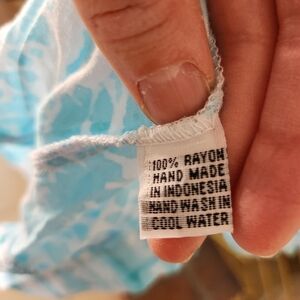 100% RAYON
HAND MADE
IN INDONESIA
HAND WASH IN
COOL WATER